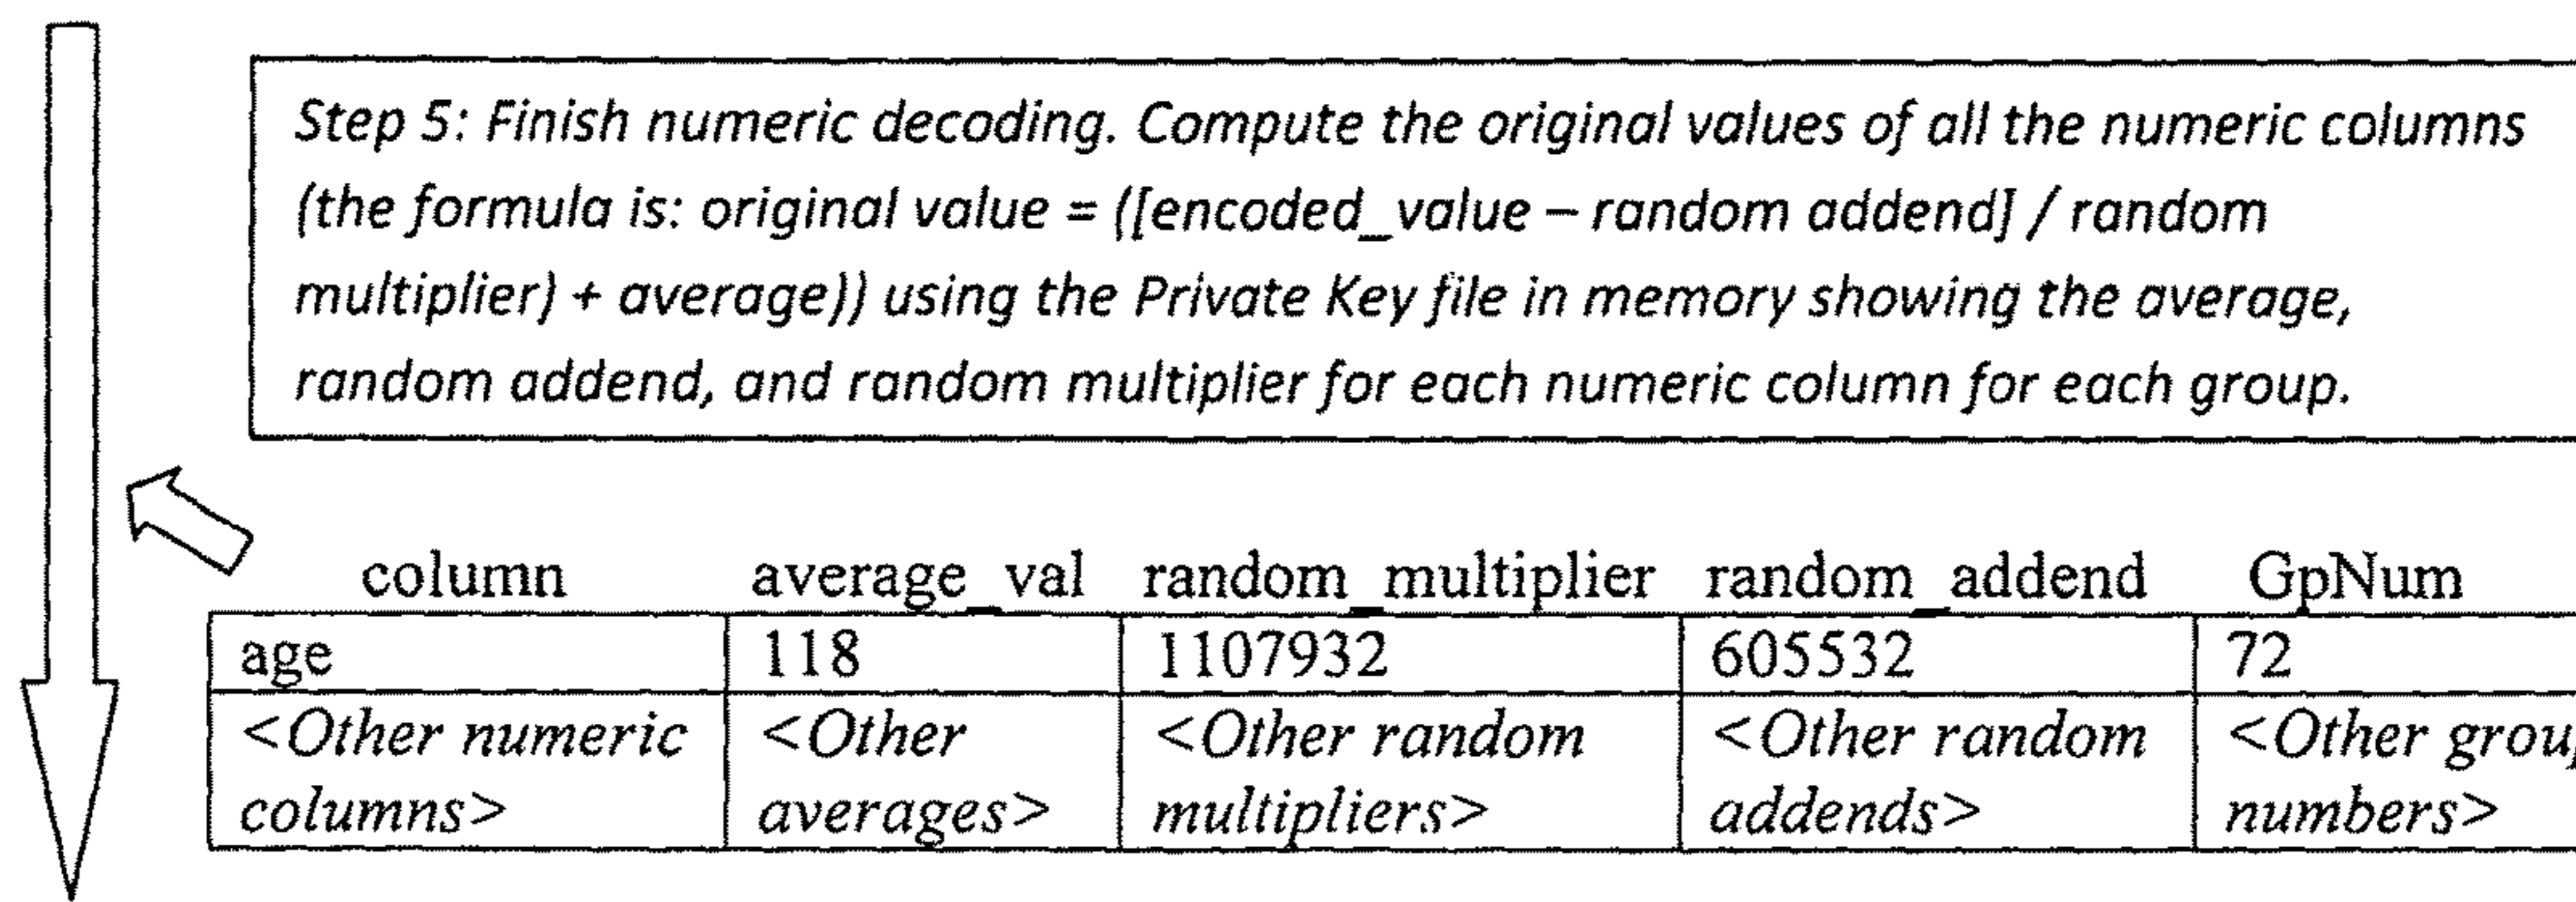 Step 5: Finish numeric decoding. Compute the original values of all the numeric columns
(the formula is: original value = ([encoded_value – random addend] / random
multiplier) + average)) using the Private Key file in memory showing the average,
random addend, and random multiplier for each numeric column for each group.
column average_val random_multiplier random_addend GpNum
age 118 1107932 605532 72
<Other numeric <Other <Other random <Other random <Other
columns> averages> multipliers> addends> numbers>